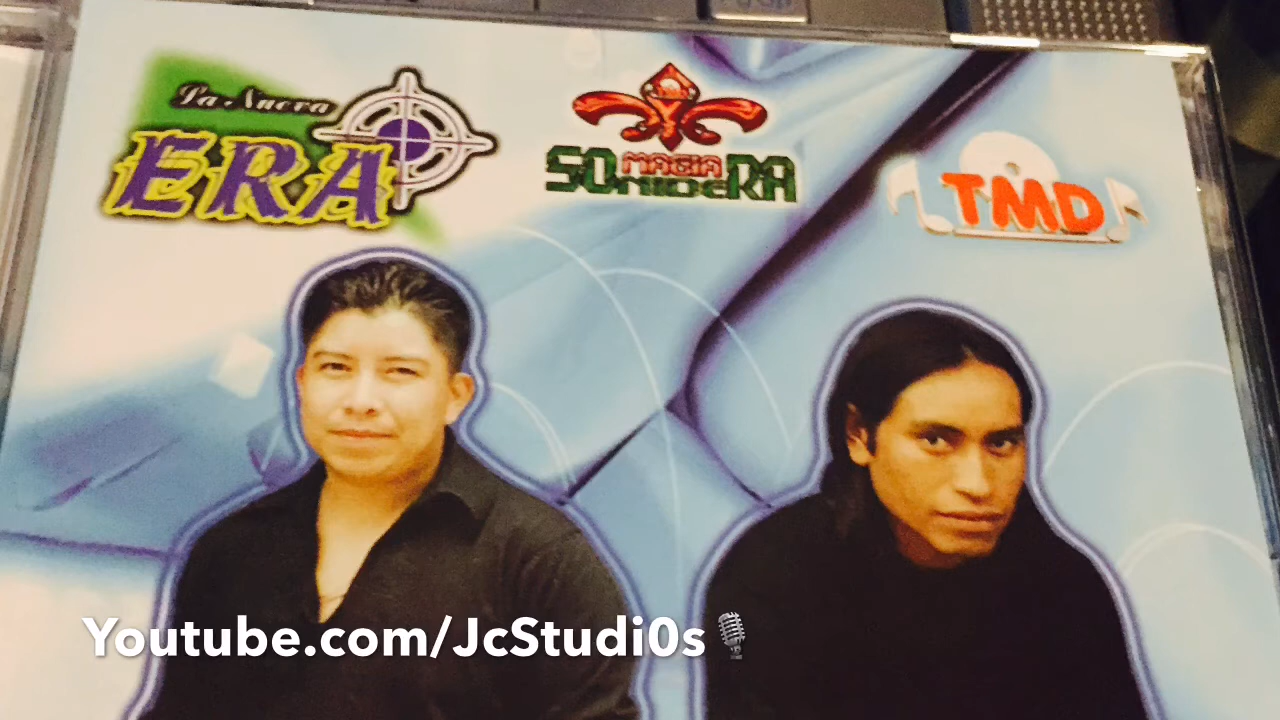 La Nueva
ERA
MAGIA
SONIDERA
TMD
Youtube.com/JcStudi0s🎙